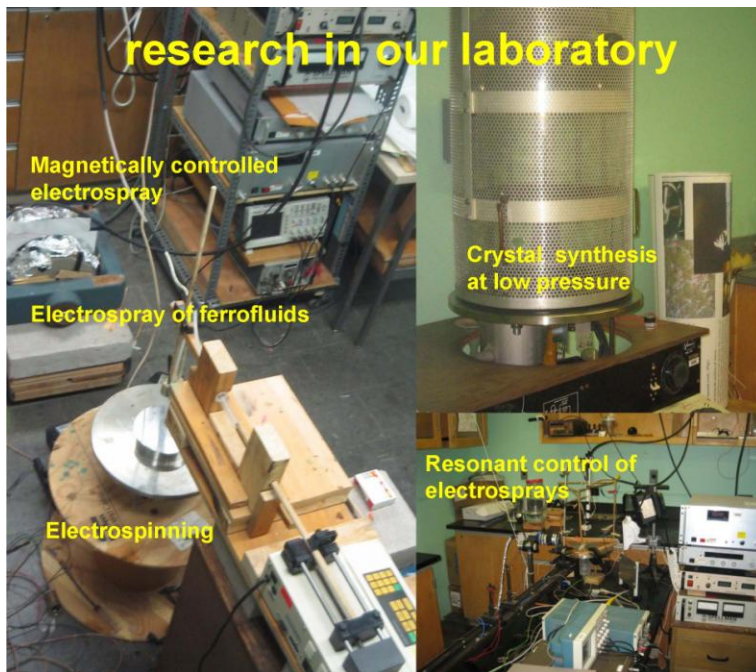 research in our laboratory
Magnetically controlled
electrospray
Crystal synthesis
at low pressure
Electrospray of ferrofluids
Resonant control of
electrosprays
Electrospinning